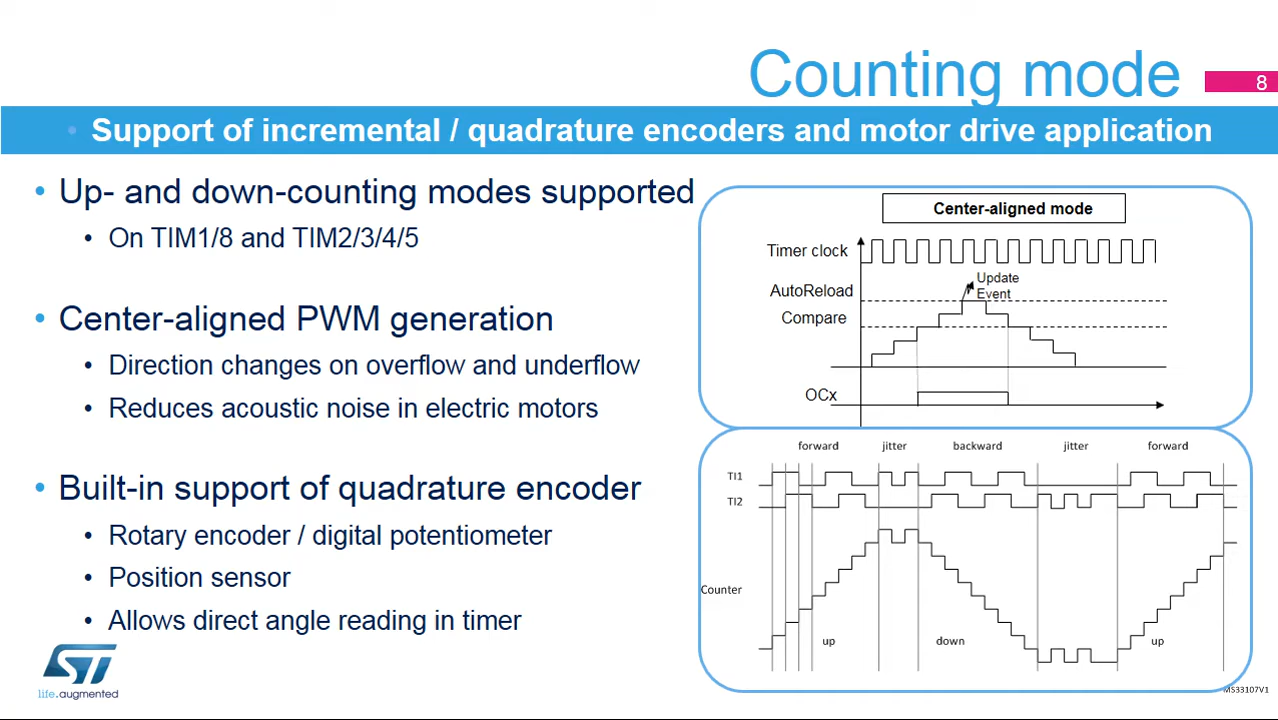 Counting mode
8
• Support of incremental / quadrature encoders and motor drive application
• Up- and down-counting modes supported
• On TIM1/8 and TIM2/3/4/5
• Center-aligned PWM generation
• Direction changes on overflow and underflow
• Reduces acoustic noise in electric motors
• Built-in support of quadrature encoder
• Rotary encoder / digital potentiometer
• Position sensor
• Allows direct angle reading in timer
Center-aligned mode
Timer clock
Update
Event
AutoReload
Compare
OCx
forward jitter backward jitter forward
TI1
TI2
Counter
up down up
ST
life.augmented
MS33107V1